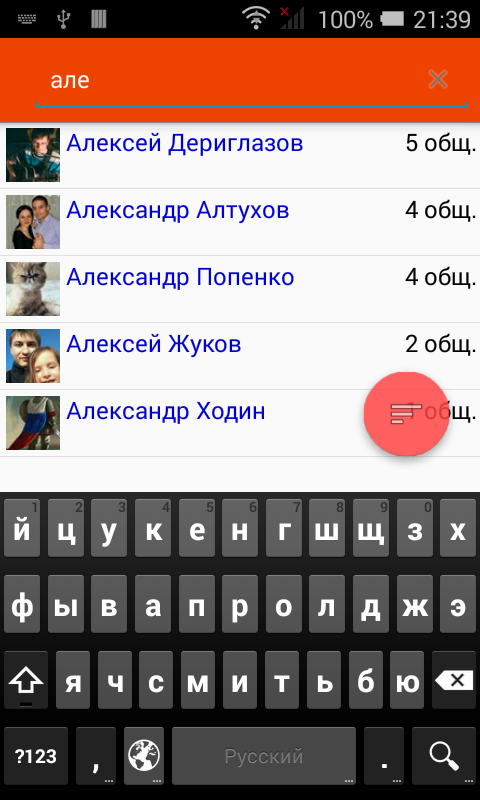 100% 21:39
але
Алексей Дериглазов 5 общ.
Александр Алтухов 4 общ.
Александр Попенко 4 общ.
Алексей Жуков 2 общ.
Александр Ходин общ.
1 2 3 4 5 6 7 8 9 0
й ц у к е н г ш щ з х
ф ы в а п р о л д ж э
я ч с м и т ь б ю
?123 , Русский .